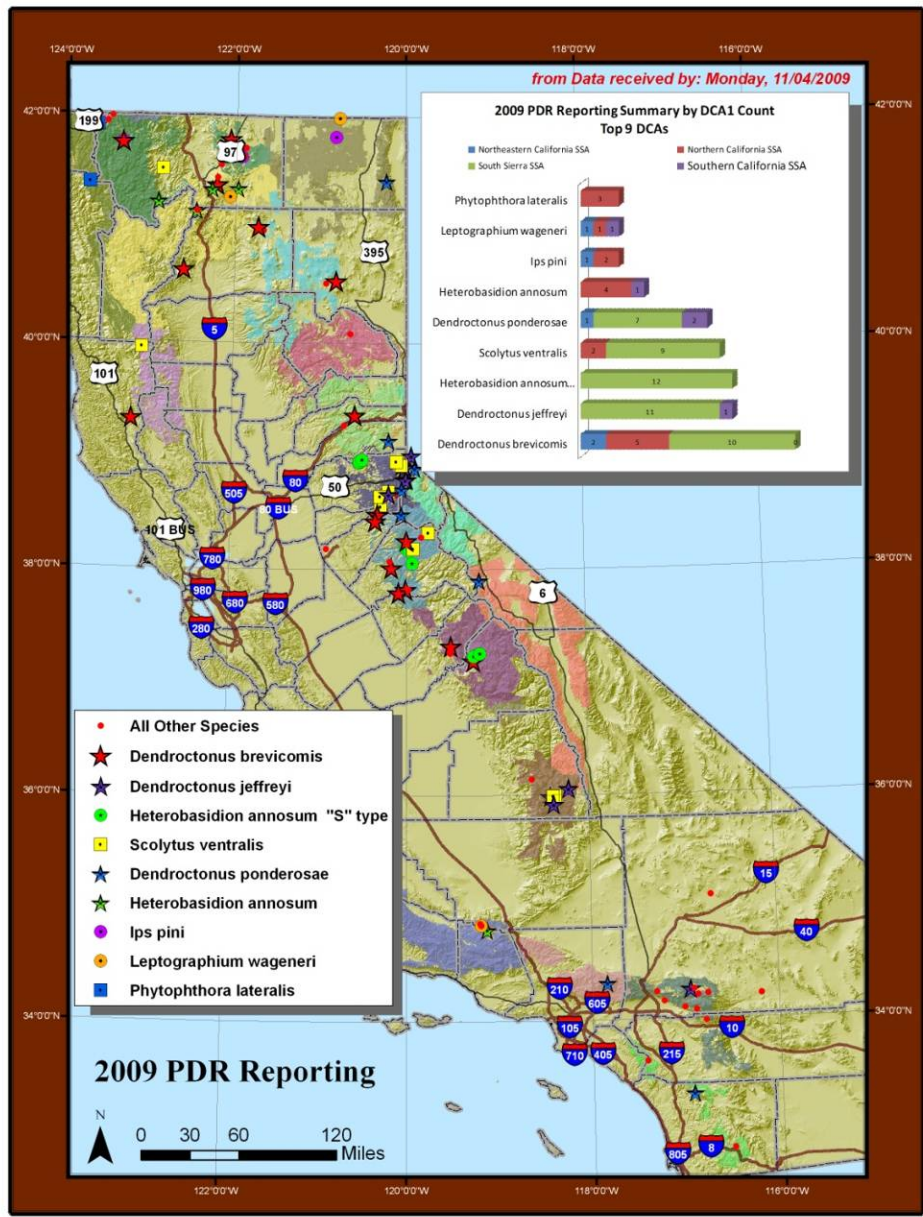 124°0'0"W
122°0'0"W
120°0'0"W
118°0'0"W
116°0'0"W
from Data received by: Monday, 11/04/2009
42°0'0"N
42°0'0"N
199
97
395
2009 PDR Reporting Summary by DCA1 Count
Top 9 DCAs
Northeastern California SSA
Northern California SSA
South Sierra SSA
Southern California SSA
Phytophthora lateralis
3
Leptographium wageneri
1 1 1
Ips pini
1 2
Heterobasidion annosum
4 1
Dendroctonus ponderosae
1 7 2
Scolytus ventralis
2 9
Heterobasidion annosum...
12
Dendroctonus jeffreyi
11 1
Dendroctonus brevicomis
2 5 10 0
5
40°0'0"N
40°0'0"N
101
80
50
505
80 BUS
101 BUS
780
38°0'0"N
38°0'0"N
980
680
580
280
6
All Other Species
Dendroctonus brevicomis
Dendroctonus jeffreyi
Heterobasidion annosum "S" type
Scolytus ventralis
Dendroctonus ponderosae
Heterobasidion annosum
Ips pini
Leptographium wageneri
Phytophthora lateralis
36°0'0"N
36°0'0"N
15
40
210
605
34°0'0"N
34°0'0"N
105
10
710
405
215
2009 PDR Reporting
N
0 30 60 120
Miles
805
8
122°0'0"W
120°0'0"W
118°0'0"W
116°0'0"W